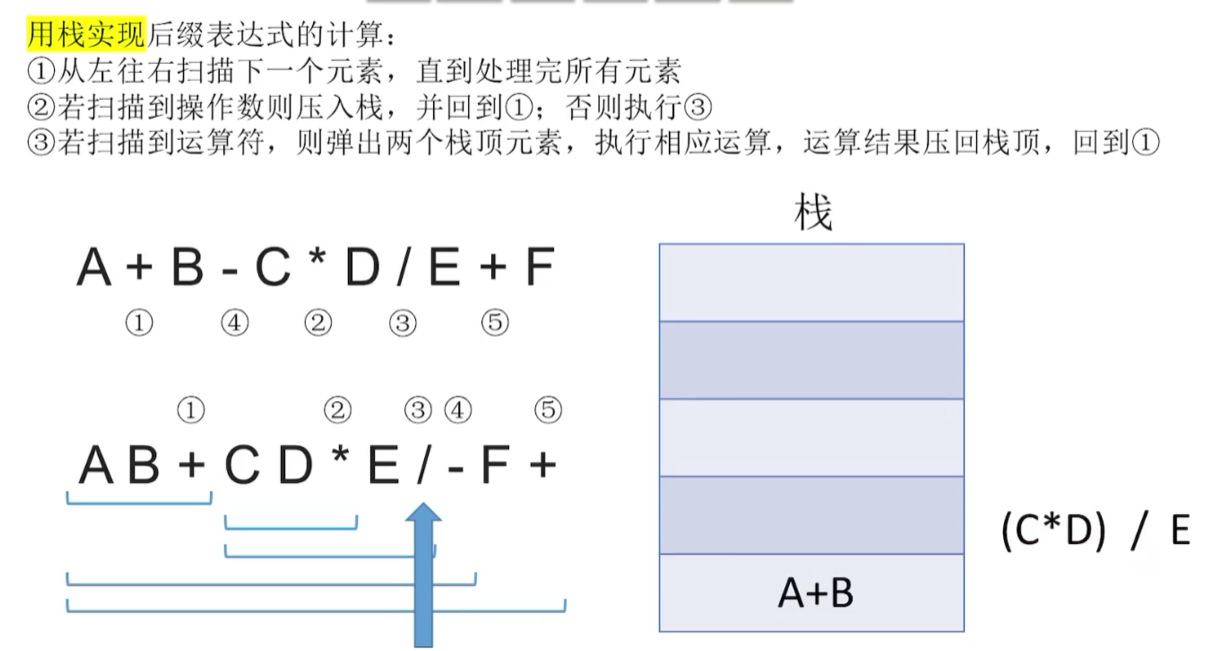 用栈实现后缀表达式的计算：
①从左往右扫描下一个元素，直到处理完所有元素
②若扫描到操作数则压入栈，并回到①；否则执行③
③若扫描到运算符，则弹出两个栈顶元素，执行相应运算，运算结果压回栈顶，回到①
栈
A + B - C * D / E + F
① ④ ② ③ ⑤
① ② ③ ④ ⑤
A B + C D * E / - F +
(C*D) / E
A+B